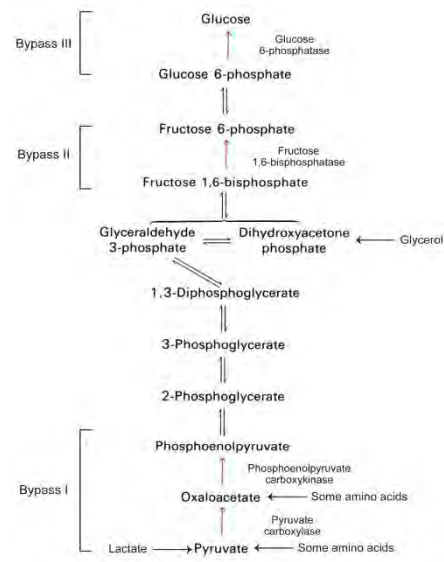 Glucose
Bypass III
Glucose
6-phosphatase
Glucose 6-phosphate
Fructose 6-phosphate
Bypass II
Fructose
1,6-bisphosphatase
Fructose 1,6-bisphosphate
Glyceraldehyde
3-phosphate
Dihydroxyacetone
phosphate
Glycerol
1,3-Diphosphoglycerate
3-Phosphoglycerate
2-Phosphoglycerate
Phosphoenolpyruvate
Bypass I
Phosphoenolpyruvate
carboxykinase
Oxaloacetate
Some amino acids
Pyruvate
carboxylase
Lactate
Pyruvate
Some amino acids